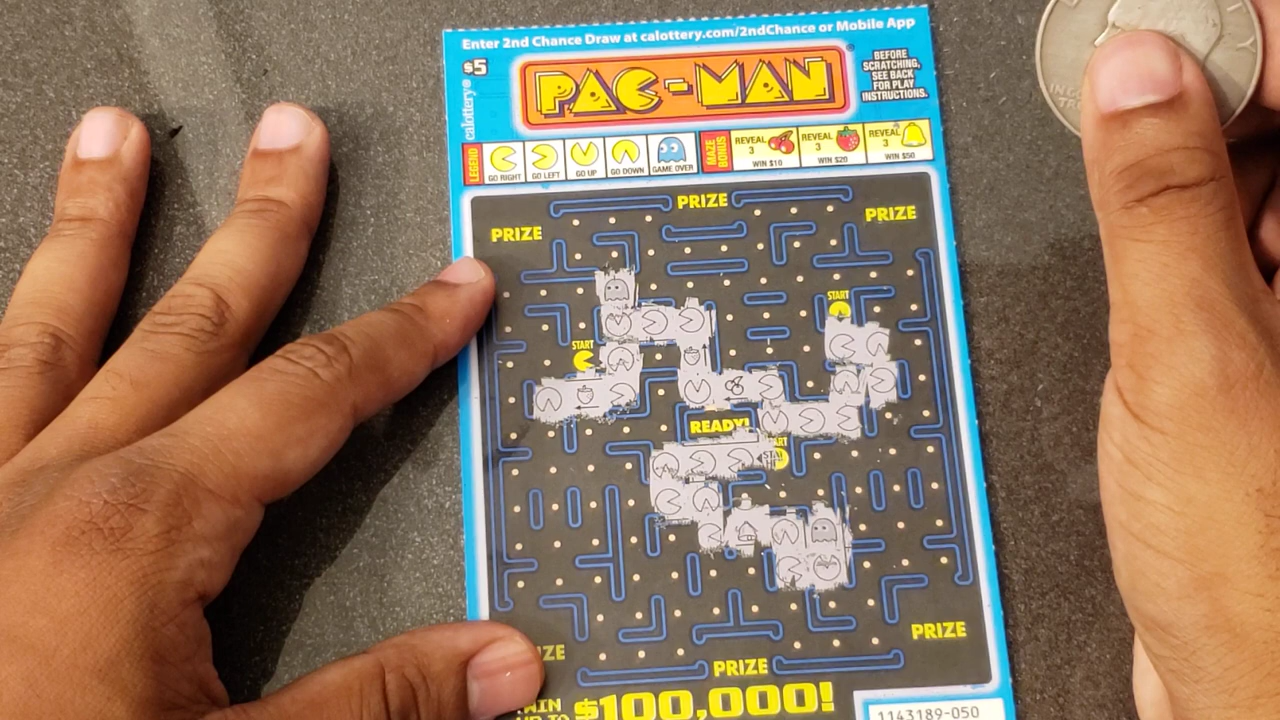 Enter 2nd Chance Draw at calottery.com/2ndChance or Mobile App
$5
calottery®
PAC-MAN®
BEFORE
SCRATCHING,
SEE BACK
FOR PLAY
INSTRUCTIONS.
LEGEND
GO RIGHT
GO LEFT
GO UP
GO DOWN
GAME OVER
MAZE
BONUS
REVEAL
3
WIN $10
REVEAL
3
WIN $20
REVEAL
3
WIN $50
PRIZE
PRIZE
PRIZE
START
START
READY!
PRIZE
PRIZE
$100,000!
1143189-050